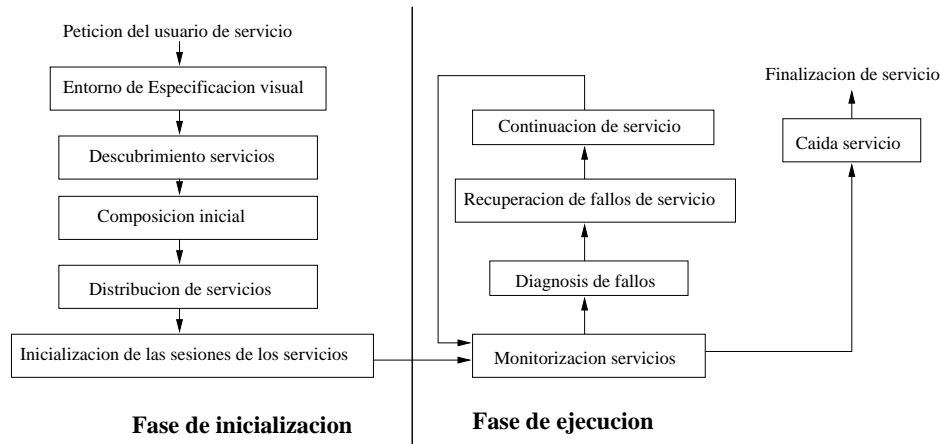 Peticion del usuario de servicio
Entorno de Especificacion visual
Descubrimiento servicios
Composicion inicial
Distribucion de servicios
Inicializacion de las sesiones de los servicios
Fase de inicializacion
Continuacion de servicio
Recuperacion de fallos de servicio
Diagnosis de fallos
Monitorizacion servicios
Finalizacion de servicio
Caida servicio
Fase de ejecucion